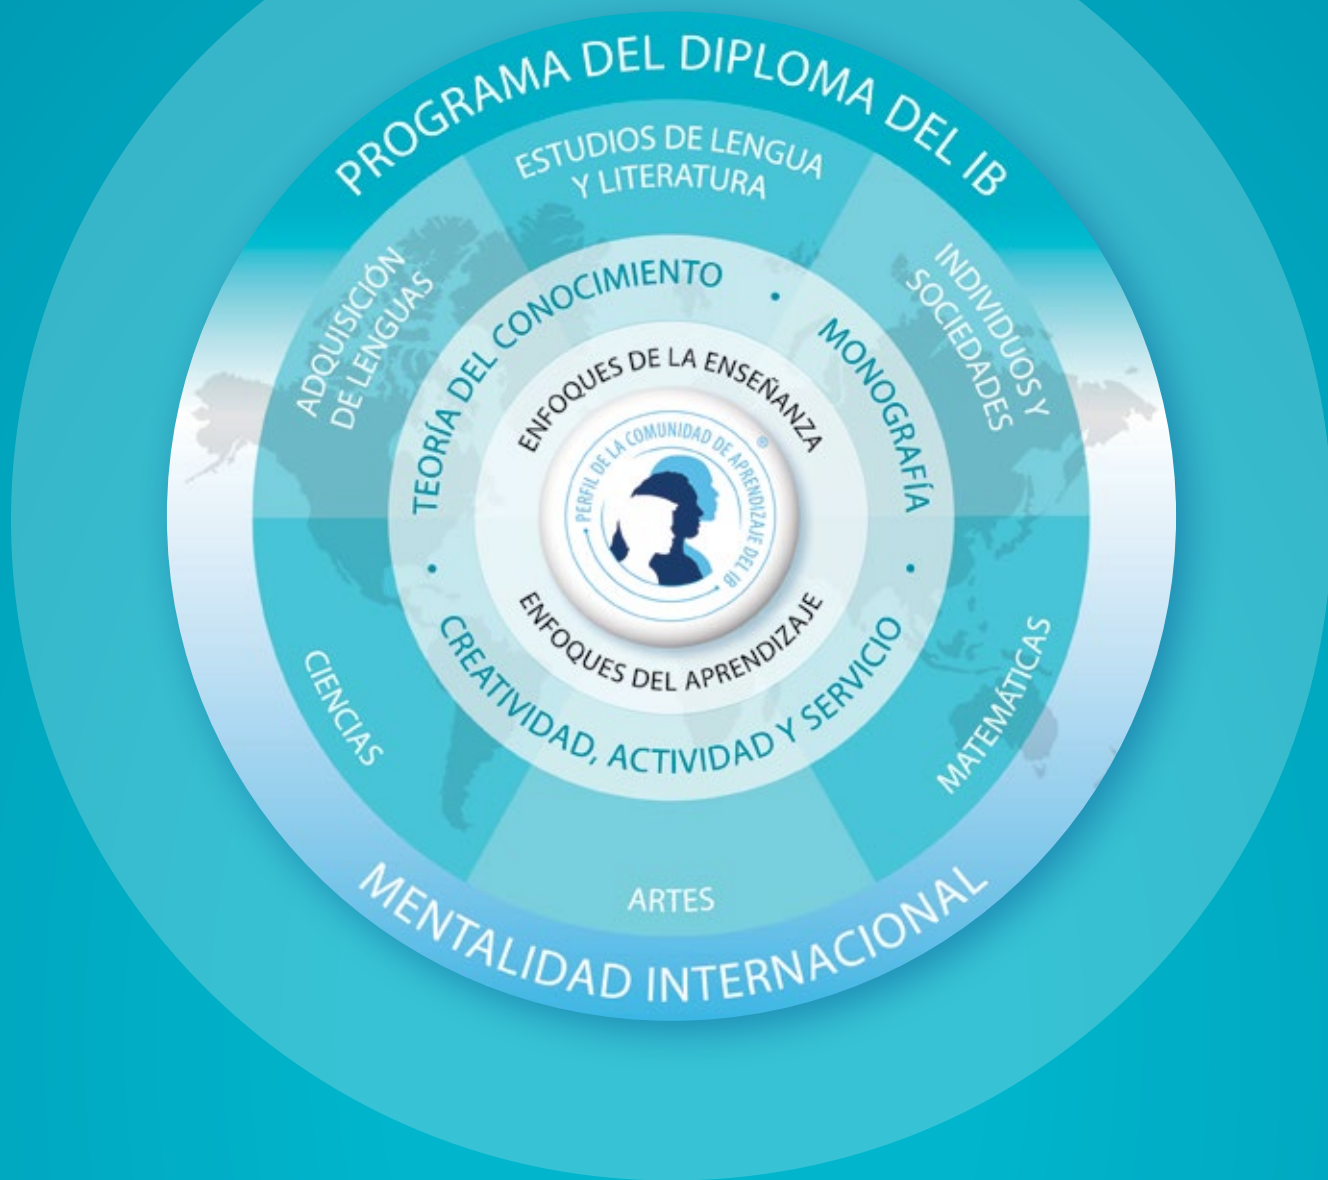 PROGRAMA DEL DIPLOMA DEL IB
ESTUDIOS DE LENGUA
Y LITERATURA
ADQUISICIÓN
DE LENGUAS
INDIVIDUOS Y
SOCIEDADES
TEORÍA DEL CONOCIMIENTO • MONOGRAFÍA •
ENFOQUES DE LA ENSEÑANZA
• PERFIL DE LA COMUNIDAD DE APRENDIZAJE DEL IB •
®
ENFOQUES DEL APRENDIZAJE
• CREATIVIDAD, ACTIVIDAD Y SERVICIO
CIENCIAS
MATEMÁTICAS
ARTES
MENTALIDAD INTERNACIONAL